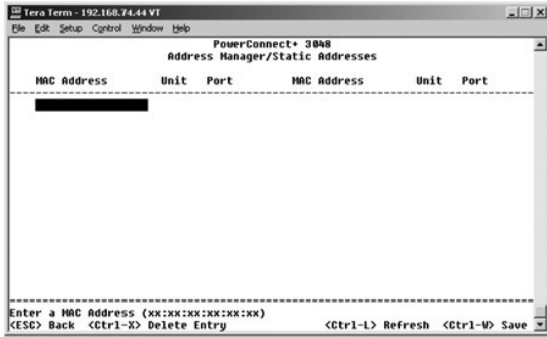 Tera Term - 192.168.74.44 VT
File Edit Setup Control Window Help
PowerConnect+ 3048
Address Manager/Static Addresses
MAC Address Unit Port MAC Address Unit Port
Enter a MAC Address (xx:xx:xx:xx:xx:xx)
<ESC> Back <Ctrl-X> Delete Entry <Ctrl-L> Refresh <Ctrl-W> Save